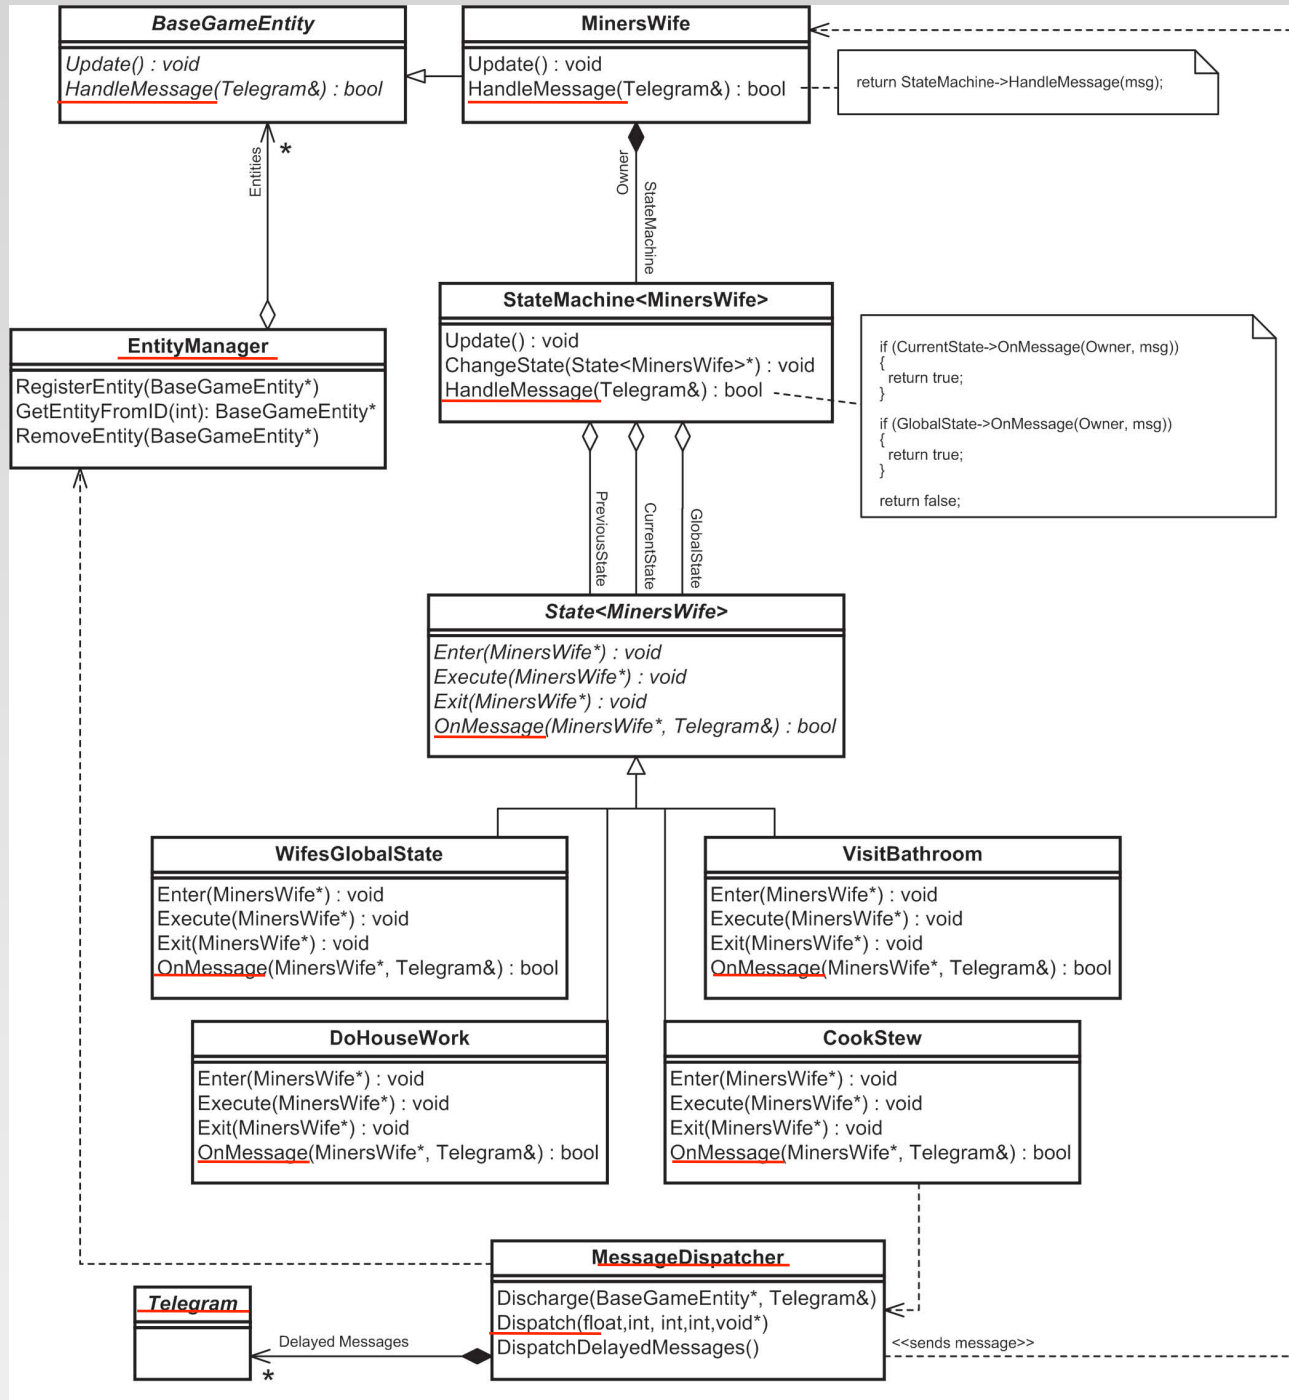 BaseGameEntity
Update() : void
HandleMessage(Telegram&) : bool
MinersWife
Update() : void
HandleMessage(Telegram&) : bool
return StateMachine->HandleMessage(msg);
Entities
*
Owner
StateMachine
EntityManager
RegisterEntity(BaseGameEntity*)
GetEntityFromID(int): BaseGameEntity*
RemoveEntity(BaseGameEntity*)
StateMachine<MinersWife>
Update() : void
ChangeState(State<MinersWife>*) : void
HandleMessage(Telegram&) : bool
if (CurrentState->OnMessage(Owner, msg))
{
return true;
}
if (GlobalState->OnMessage(Owner, msg))
{
return true;
}
return false;
PreviousState
CurrentState
GlobalState
State<MinersWife>
Enter(MinersWife*) : void
Execute(MinersWife*) : void
Exit(MinersWife*) : void
OnMessage(MinersWife*, Telegram&) : bool
WifesGlobalState
Enter(MinersWife*) : void
Execute(MinersWife*) : void
Exit(MinersWife*) : void
OnMessage(MinersWife*, Telegram&) : bool
VisitBathroom
Enter(MinersWife*) : void
Execute(MinersWife*) : void
Exit(MinersWife*) : void
OnMessage(MinersWife*, Telegram&) : bool
DoHouseWork
Enter(MinersWife*) : void
Execute(MinersWife*) : void
Exit(MinersWife*) : void
OnMessage(MinersWife*, Telegram&) : bool
CookStew
Enter(MinersWife*) : void
Execute(MinersWife*) : void
Exit(MinersWife*) : void
OnMessage(MinersWife*, Telegram&) : bool
MessageDispatcher
Discharge(BaseGameEntity*, Telegram&)
Dispatch(float,int, int,int,void*)
DispatchDelayedMessages()
Telegram
Delayed Messages
*
<<sends message>>